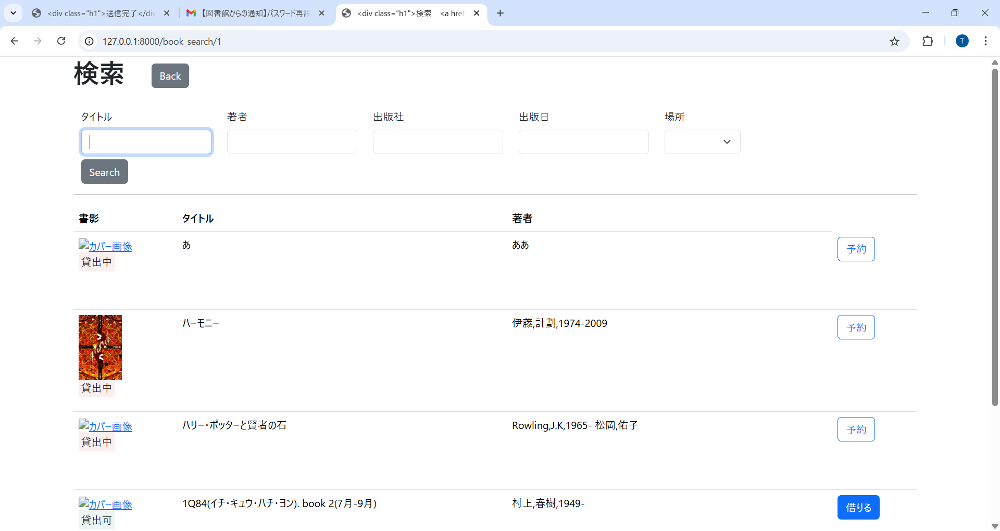 <div class="h1">送信完了</div
【図書館からの通知】パスワード再設
<div class="h1">検索 <a href
127.0.0.1:8000/book_search/1
T
検索 Back
タイトル 著者 出版社 出版日 場所
Search
書影 タイトル 著者
カバー画像 あ ああ 予約
貸出中
ハーモニー 伊藤,計劃,1974-2009 予約
貸出中
カバー画像 ハリー・ポッターと賢者の石 Rowling,J.K,1965- 松岡,佑子 予約
貸出中
カバー画像 1Q84(イチ・キュウ・ハチ・ヨン). book 2(7月-9月) 村上,春樹,1949- 借りる
貸出可